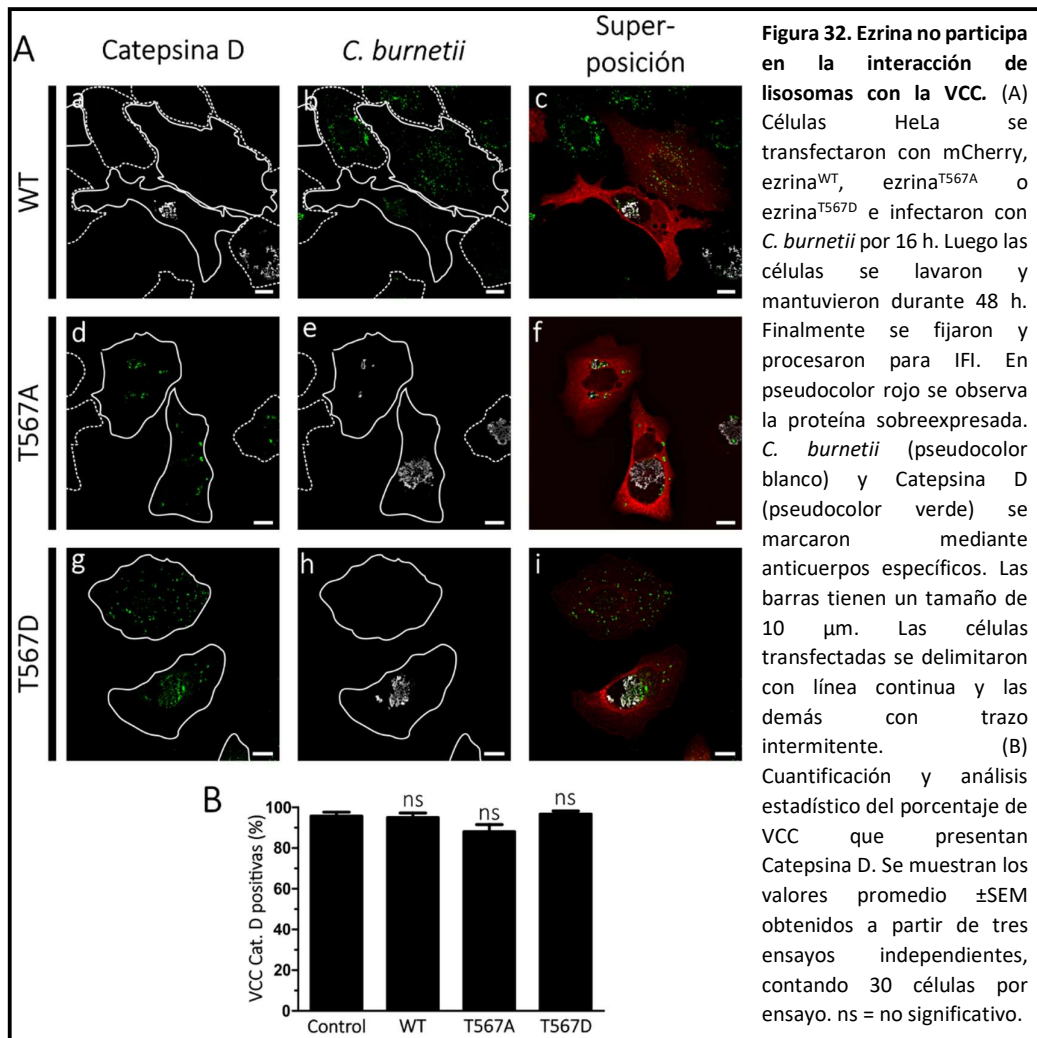 A
Catepsina D
C. burnetii
Super-
posición
WT
a
b
c
T567A
d
e
f
T567D
g
h
i
B
VCC Cat. D positivas (%)
100
80
60
40
20
0
ns
ns
ns
Control
WT
T567A
T567D
Figura 32. Ezrina no participa
en la interacción de
lisosomas con la VCC. (A)
Células HeLa se
transfectaron con mCherry,
ezrinaWT, ezrinaT567A o
ezrinaT567D e infectaron con
C. burnetii por 16 h. Luego las
células se lavaron y
mantuvieron durante 48 h.
Finalmente se fijaron y
procesaron para IFI. En
pseudocolor rojo se observa
la proteína sobreexpresada.
C. burnetii (pseudocolor
blanco) y Catepsina D
(pseudocolor verde) se
marcaron mediante
anticuerpos específicos. Las
barras tienen un tamaño de
10 µm. Las células
transfectadas se delimitaron
con línea continua y las
demás con trazo
intermitente. (B)
Cuantificación y análisis
estadístico del porcentaje de
VCC que presentan
Catepsina D. Se muestran los
valores promedio ±SEM
obtenidos a partir de tres
ensayos independientes,
contando 30 células por
ensayo. ns = no significativo.